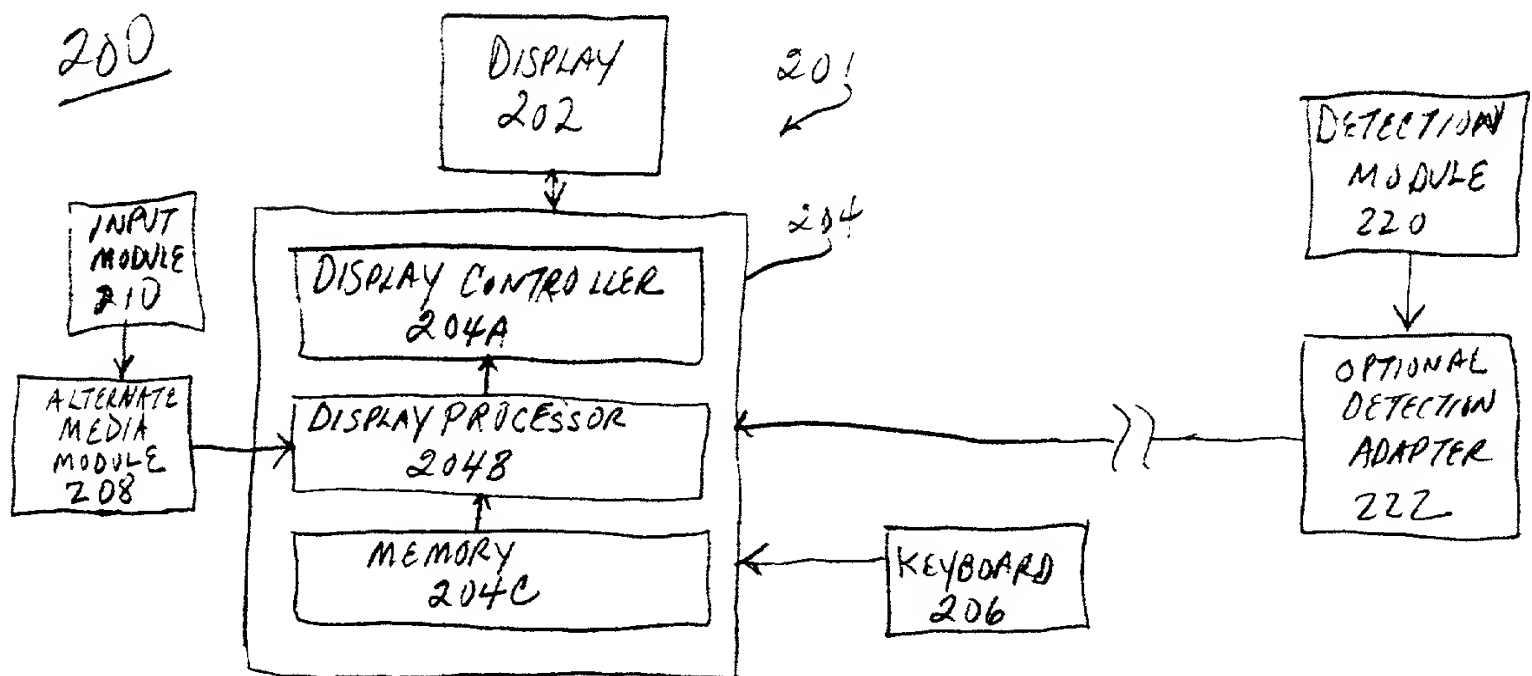 200
DISPLAY
202
201
DETECTION
MODULE
220
INPUT
MODULE
210
204
DISPLAY CONTROLLER
204A
ALTERNATE
MEDIA
MODULE
208
DISPLAY PROCESSOR
204B
OPTIONAL
DETECTION
ADAPTER
222
MEMORY
204C
KEYBOARD
206